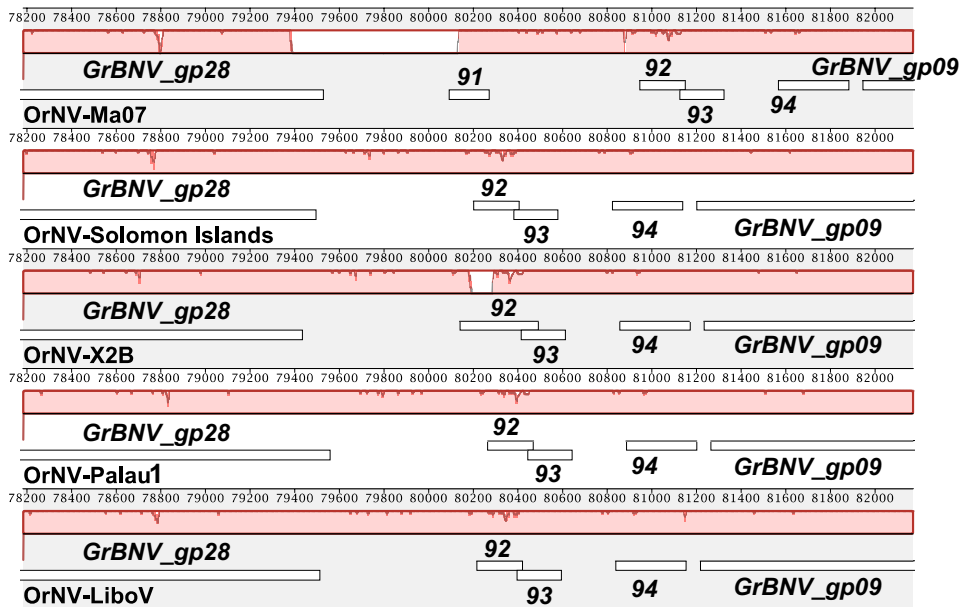 78200 78400 78600 78800 79000 79200 79400 79600 79800 80000 80200 80400 80600 80800 81000 81200 81400 81600 81800 82000
GrBNV_gp28 91 92 GrBNV_gp09
93 94
OrNV-Ma07
78200 78400 78600 78800 79000 79200 79400 79600 79800 80000 80200 80400 80600 80800 81000 81200 81400 81600 81800 82000
GrBNV_gp28 92
OrNV-Solomon Islands 93 94 GrBNV_gp09
78200 78400 78600 78800 79000 79200 79400 79600 79800 80000 80200 80400 80600 80800 81000 81200 81400 81600 81800 82000
GrBNV_gp28 92
OrNV-X2B 93 94 GrBNV_gp09
78200 78400 78600 78800 79000 79200 79400 79600 79800 80000 80200 80400 80600 80800 81000 81200 81400 81600 81800 82000
GrBNV_gp28 92
OrNV-Palau1 93 94 GrBNV_gp09
78200 78400 78600 78800 79000 79200 79400 79600 79800 80000 80200 80400 80600 80800 81000 81200 81400 81600 81800 82000
GrBNV_gp28 92
OrNV-LiboV 93 94 GrBNV_gp09